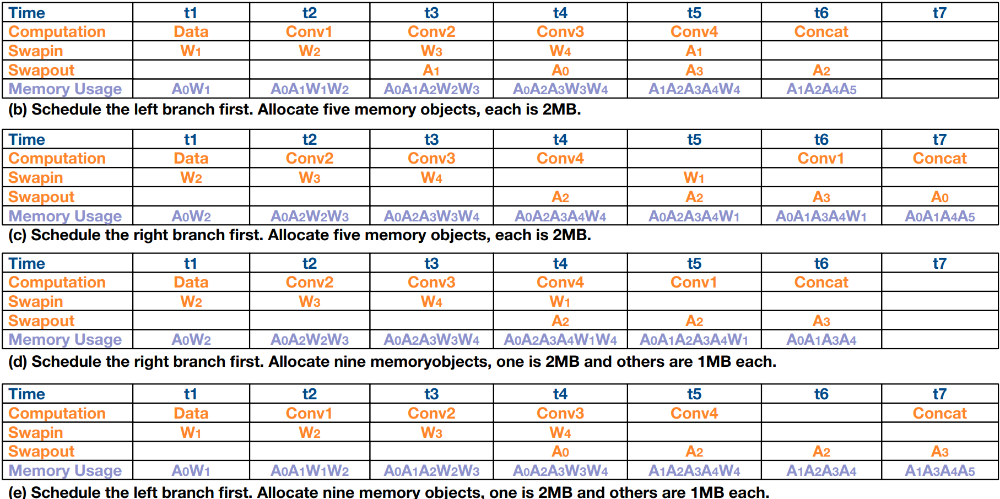 Time t1 t2 t3 t4 t5 t6 t7
Computation Data Conv1 Conv2 Conv3 Conv4 Concat
Swapin W1 W2 W3 W4 A1
Swapout A1 A0 A3 A2
Memory Usage A0W1 A0A1W1W2 A0A1A2W2W3 A0A2A3W3W4 A1A2A3A4W4 A1A2A4A5
(b) Schedule the left branch first. Allocate five memory objects, each is 2MB.
Time t1 t2 t3 t4 t5 t6 t7
Computation Data Conv2 Conv3 Conv4 Conv1 Concat
Swapin W2 W3 W4 W1
Swapout A2 A2 A3 A0
Memory Usage A0W2 A0A2W2W3 A0A2A3W3W4 A0A2A3A4W4 A0A2A3A4W1 A0A1A3A4W1 A0A1A4A5
(c) Schedule the right branch first. Allocate five memory objects, each is 2MB.
Time t1 t2 t3 t4 t5 t6 t7
Computation Data Conv2 Conv3 Conv4 Conv1 Concat
Swapin W2 W3 W4 W1
Swapout A2 A2 A3
Memory Usage A0W2 A0A2W2W3 A0A2A3W3W4 A0A2A3A4W1W4 A0A1A2A3A4W1 A0A1A3A4
(d) Schedule the right branch first. Allocate nine memoryobjects, one is 2MB and others are 1MB each.
Time t1 t2 t3 t4 t5 t6 t7
Computation Data Conv1 Conv2 Conv3 Conv4 Concat
Swapin W1 W2 W3 W4
Swapout A0 A2 A2 A3
Memory Usage A0W1 A0A1W1W2 A0A1A2W2W3 A0A2A3W3W4 A1A2A3A4W4 A1A2A3A4 A1A3A4A5
(e) Schedule the left branch first. Allocate nine memory objects, one is 2MB and others are 1MB each.